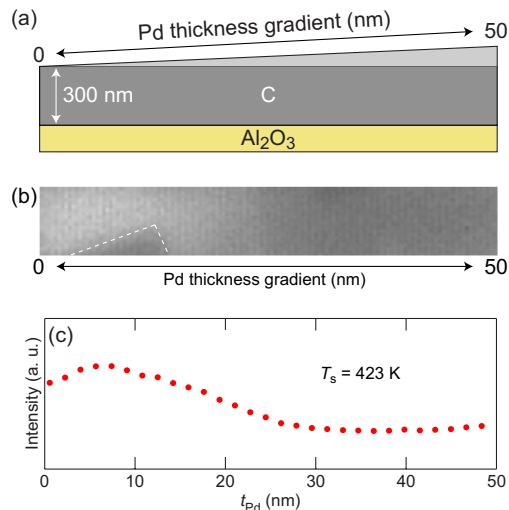 (a)
Pd thickness gradient (nm)
0
50
300 nm
C
Al₂O₃
(b)
0
50
Pd thickness gradient (nm)
(c)
Tₛ = 423 K
Intensity (a. u.)
0 10 20 30 40 50
t_Pd (nm)